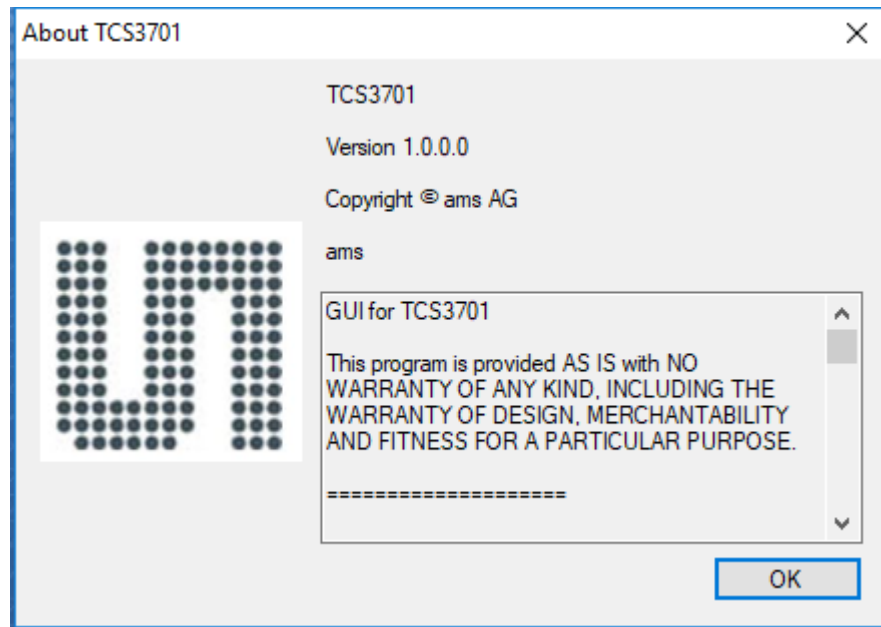 About TCS3701
TCS3701
Version 1.0.0.0
Copyright © ams AG
ams
GUI for TCS3701
This program is provided AS IS with NO
WARRANTY OF ANY KIND, INCLUDING THE
WARRANTY OF DESIGN, MERCHANTABILITY
AND FITNESS FOR A PARTICULAR PURPOSE.
====================
OK